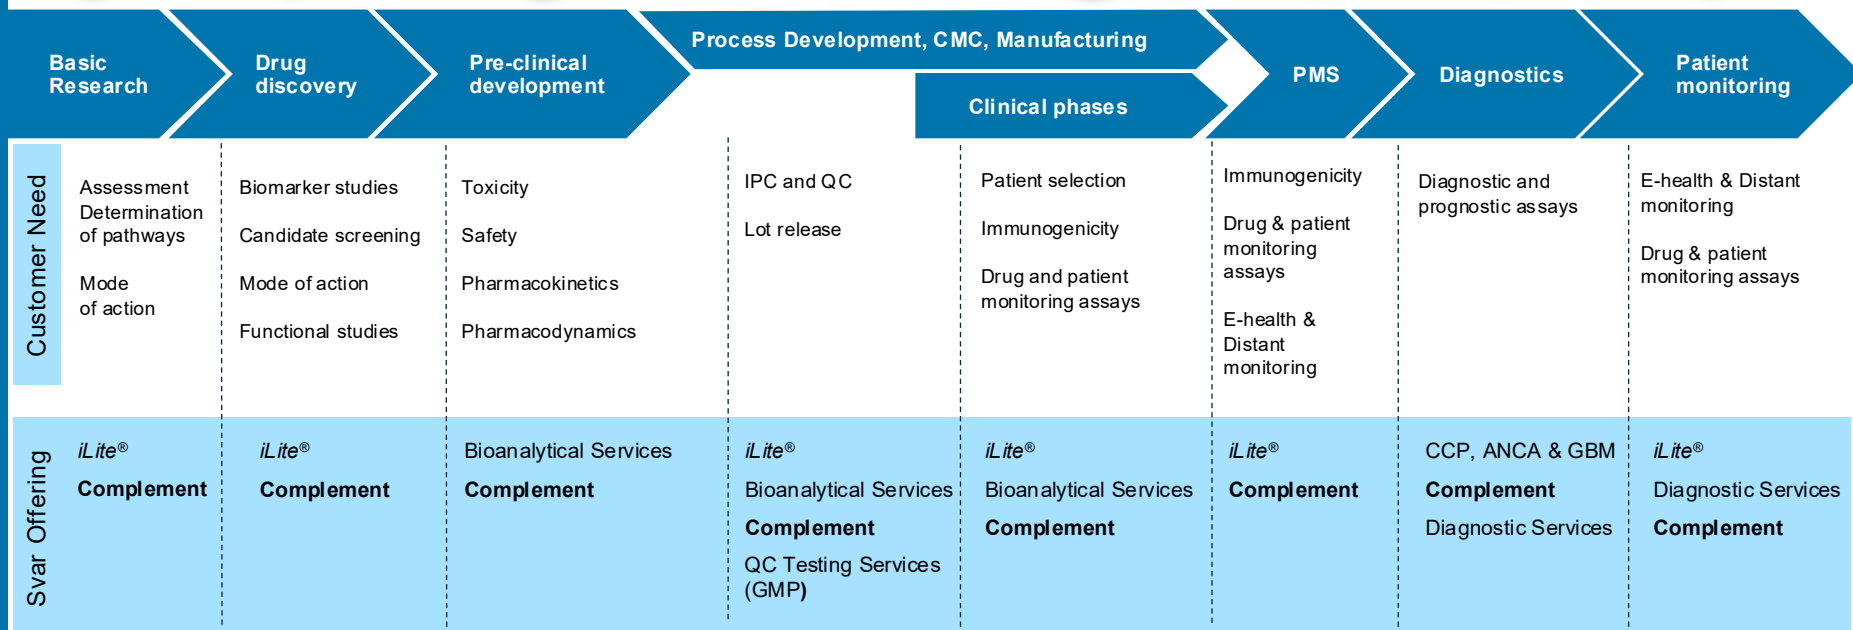 Basic
Research
Drug
discovery
Pre-clinical
development
Process Development, CMC, Manufacturing
Clinical phases
PMS
Diagnostics
Patient
monitoring
Customer Need
Assessment
Determination
of pathways
Mode
of action
Biomarker studies
Candidate screening
Mode of action
Functional studies
Toxicity
Safety
Pharmacokinetics
Pharmacodynamics
IPC and QC
Lot release
Patient selection
Immunogenicity
Drug and patient
monitoring assays
Immunogenicity
Drug & patient
monitoring
assays
E-health &
Distant
monitoring
Diagnostic and
prognostic assays
E-health & Distant
monitoring
Drug & patient
monitoring assays
Svar Offering
iLite®
Complement
iLite®
Complement
Bioanalytical Services
Complement
iLite®
Bioanalytical Services
Complement
QC Testing Services
(GMP)
iLite®
Bioanalytical Services
Complement
iLite®
Complement
CCP, ANCA & GBM
Complement
Diagnostic Services
iLite®
Diagnostic Services
Complement